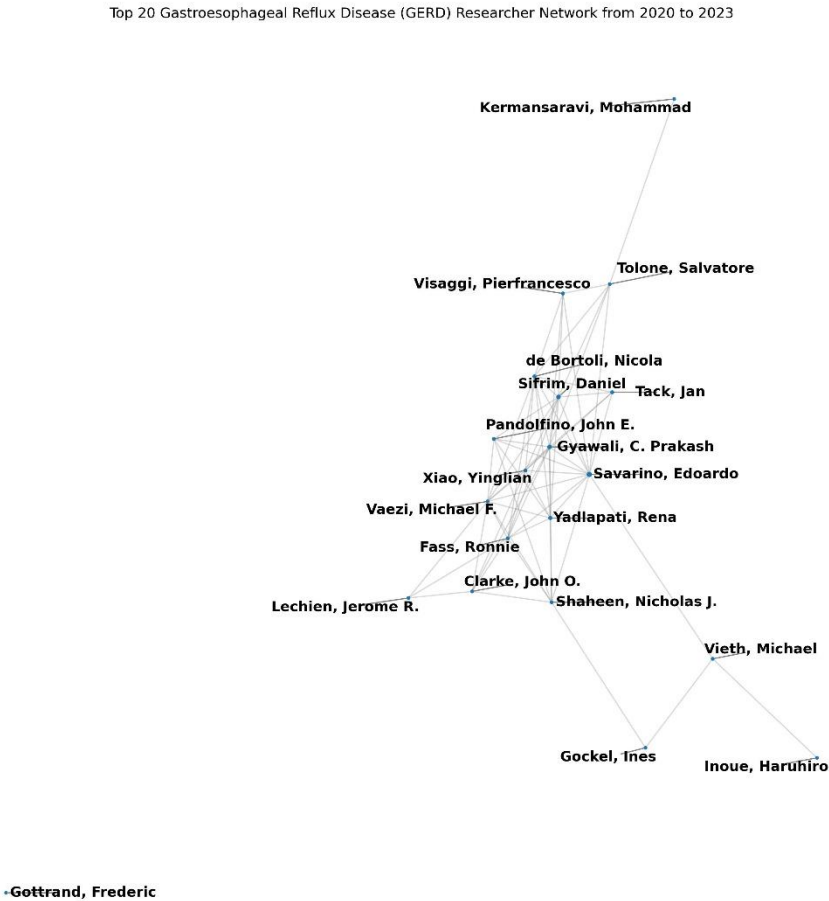 Top 20 Gastroesophageal Reflux Disease (GERD) Researcher Network from 2020 to 2023
Kermansaravi, Mohammad
Tolone, Salvatore
Visaggi, Pierfrancesco
de Bortoli, Nicola
Sifrim, Daniel
Tack, Jan
Pandolfino, John E.
Gyawali, C. Prakash
Savarino, Edoardo
Xiao, Yinglian
Vaezi, Michael F.
Yadlapati, Rena
Fass, Ronnie
Clarke, John O.
Shaheen, Nicholas J.
Lechien, Jerome R.
Vieth, Michael
Gockel, Ines
Inoue, Haruhiro
Gottrand, Frederic